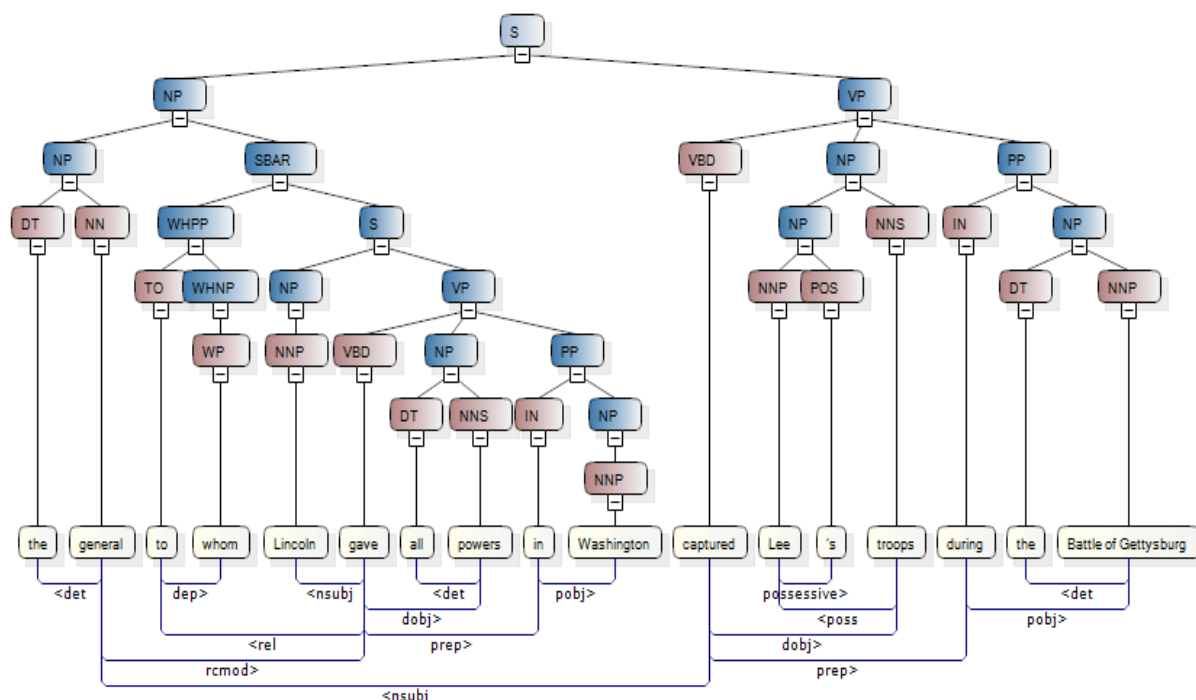 S
NP VP
NP SBAR VBD NP PP
DT NN WHPP S NP NNS IN NP
TO WHNP NP VP NNP POS DT NNP
WP NNP VBD NP PP
DT NNS IN NP
NNP
the general to whom Lincoln gave all powers in Washington captured Lee 's troops during the Battle of Gettysburg
<det dep> <nsubj <det pobj> possessive> <det
dobj> <poss pobj>
<rel prep> dobj>
rcmod> prep>
<nsubj